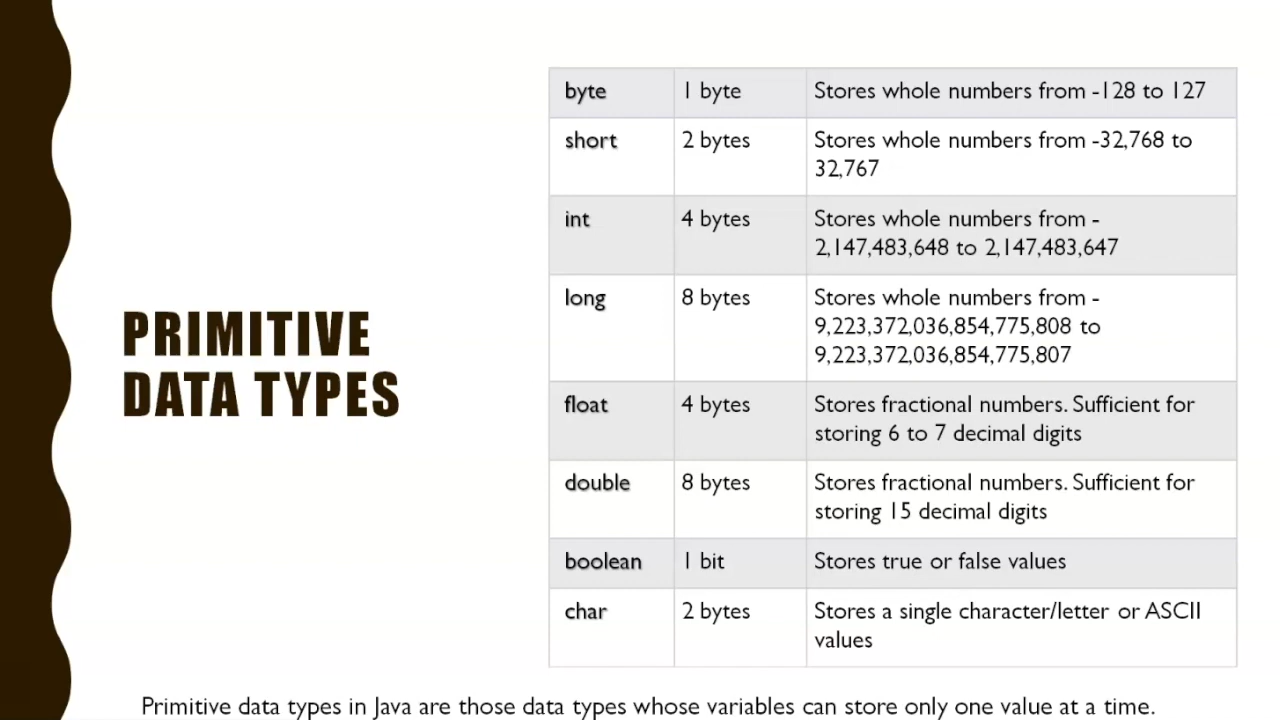 PRIMITIVE
DATA TYPES
byte 1 byte Stores whole numbers from -128 to 127
short 2 bytes Stores whole numbers from -32,768 to
32,767
int 4 bytes Stores whole numbers from -
2,147,483,648 to 2,147,483,647
long 8 bytes Stores whole numbers from -
9,223,372,036,854,775,808 to
9,223,372,036,854,775,807
float 4 bytes Stores fractional numbers. Sufficient for
storing 6 to 7 decimal digits
double 8 bytes Stores fractional numbers. Sufficient for
storing 15 decimal digits
boolean 1 bit Stores true or false values
char 2 bytes Stores a single character/letter or ASCII
values
Primitive data types in Java are those data types whose variables can store only one value at a time.